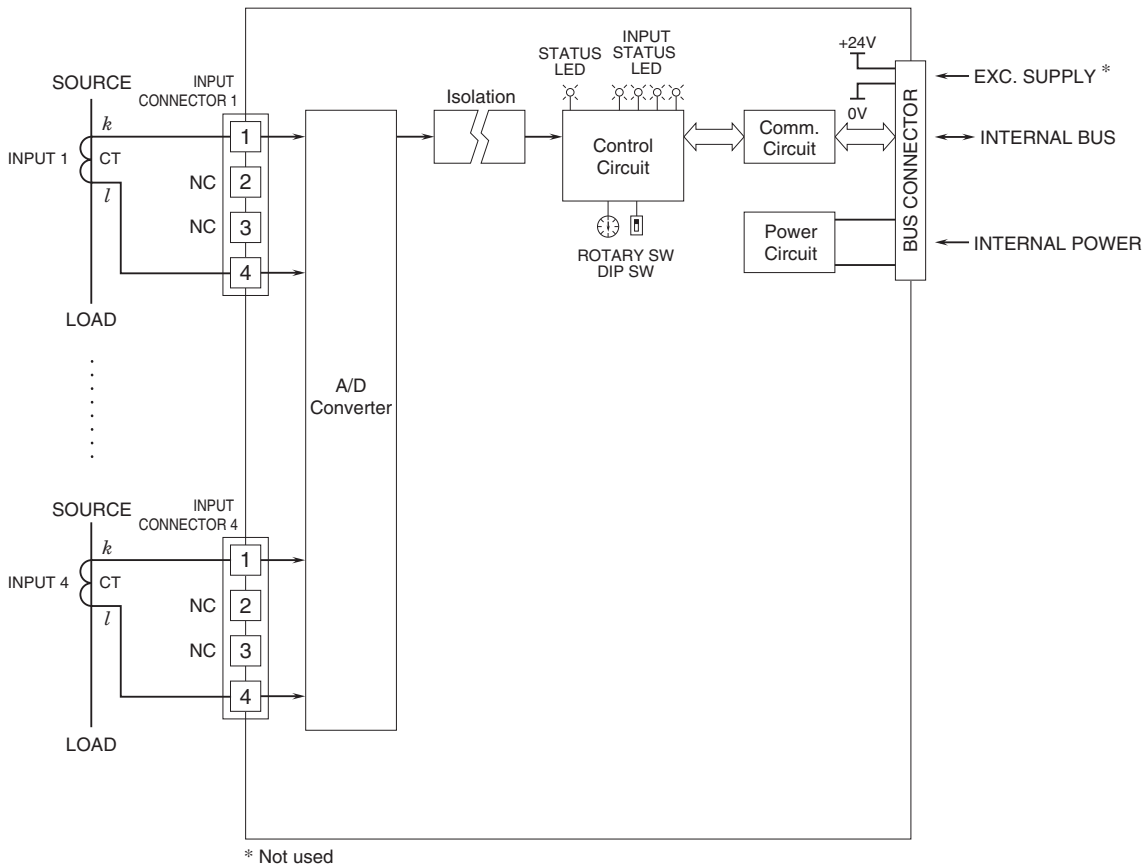 STATUS
LED
INPUT
STATUS
LED
+24V
0V
EXC. SUPPLY *
SOURCE
INPUT
CONNECTOR 1
Isolation
k
INPUT 1
CT
l
1
NC
2
NC
3
4
LOAD
Control
Circuit
Comm.
Circuit
BUS CONNECTOR
INTERNAL BUS
ROTARY SW
DIP SW
Power
Circuit
INTERNAL POWER
A/D
Converter
SOURCE
INPUT
CONNECTOR 4
k
INPUT 4
CT
l
1
NC
2
NC
3
4
LOAD
* Not used